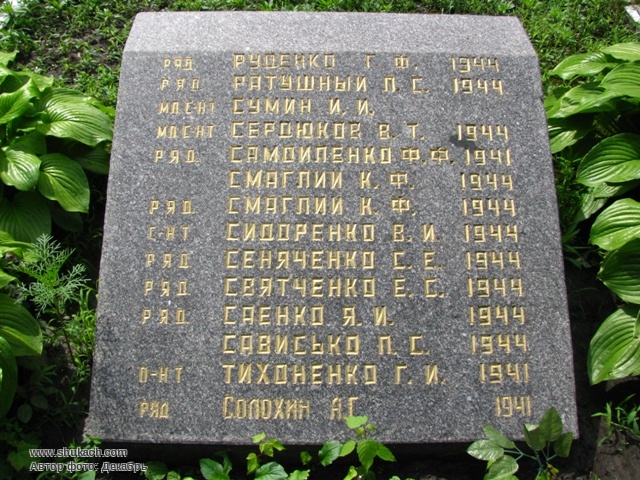 РЯД. РУДЕНКО Г. Ф. 1944
РЯД. РАТУШНЫЙ П. С. 1944
МЛ.С-НТ СУМИН И. И.
МЛ.С-НТ СЕРДЮКОВ В. Т. 1944
РЯД. САМОЙЛЕНКО Ф. Ф. 1941
СМАГЛИЙ К. Ф. 1944
РЯД. СМАГЛИЙ К. Ф. 1944
С-НТ СИДОРЕНКО В. И. 1944
РЯД. СЕНЯЧЕНКО С. Е. 1944
РЯД. СВЯТЧЕНКО Е. С. 1944
РЯД. САЕНКО Я. И. 1944
САВИСЬКО П. С. 1944
Л-НТ ТИХОНЕНКО Г. И. 1941
РЯД. СОЛОХИН А.Г. 1941
www.shukach.com
Автор фото: Декабрь